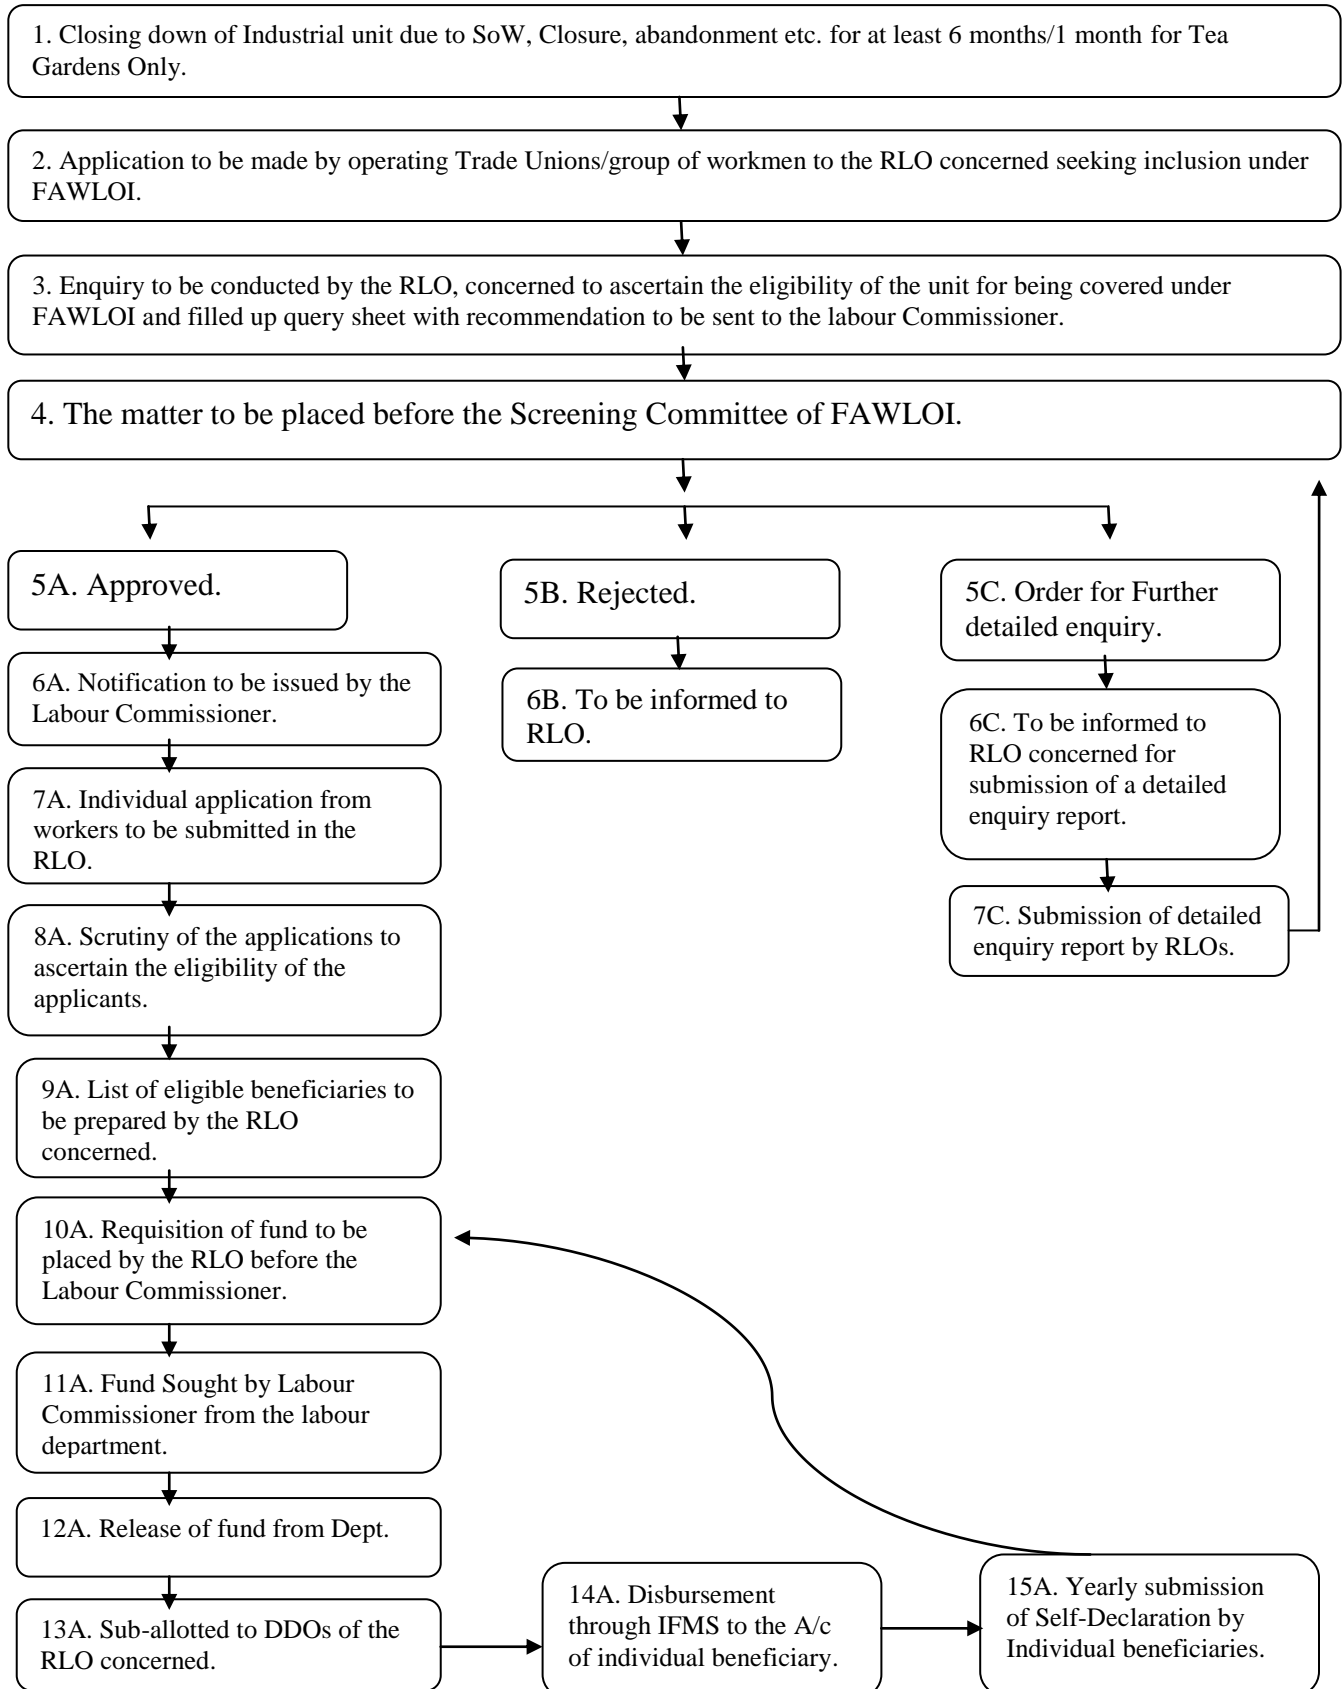 1. Closing down of Industrial unit due to SoW, Closure, abandonment etc. for at least 6 months/1 month for Tea
Gardens Only.
2. Application to be made by operating Trade Unions/group of workmen to the RLO concerned seeking inclusion under
FAWLOI.
3. Enquiry to be conducted by the RLO, concerned to ascertain the eligibility of the unit for being covered under
FAWLOI and filled up query sheet with recommendation to be sent to the labour Commissioner.
4. The matter to be placed before the Screening Committee of FAWLOI.
5A. Approved.
5B. Rejected.
5C. Order for Further
detailed enquiry.
6A. Notification to be issued by the
Labour Commissioner.
6B. To be informed to
RLO.
6C. To be informed to
RLO concerned for
submission of a detailed
enquiry report.
7A. Individual application from
workers to be submitted in the
RLO.
7C. Submission of detailed
enquiry report by RLOs.
8A. Scrutiny of the applications to
ascertain the eligibility of the
applicants.
9A. List of eligible beneficiaries to
be prepared by the RLO
concerned.
10A. Requisition of fund to be
placed by the RLO before the
Labour Commissioner.
11A. Fund Sought by Labour
Commissioner from the labour
department.
12A. Release of fund from Dept.
13A. Sub-allotted to DDOs of the
RLO concerned.
14A. Disbursement
through IFMS to the A/c
of individual beneficiary.
15A. Yearly submission
of Self-Declaration by
Individual beneficiaries.